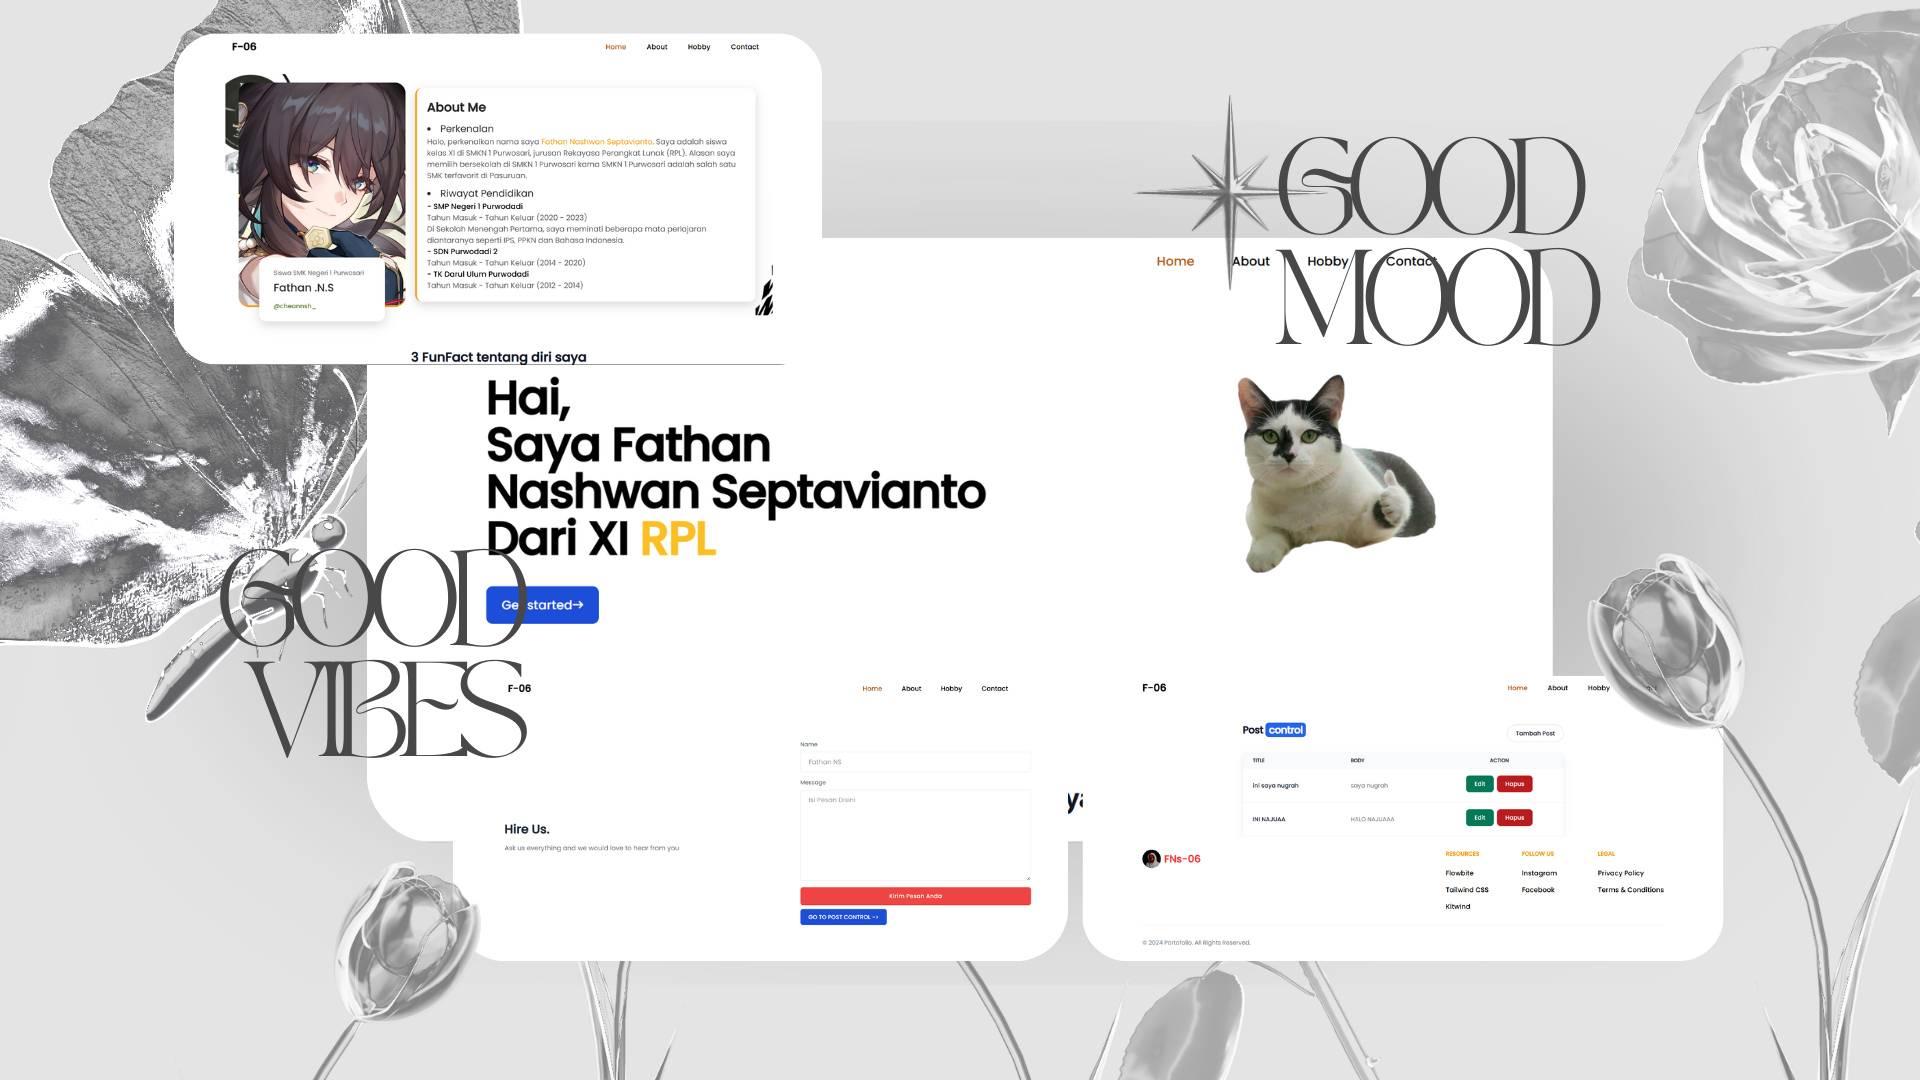 F-06
Home About Hobby Contact
About Me
• Perkenalan
Halo, perkenalkan nama saya Fathan Nashwan Septavianto. Saya adalah siswa
kelas XI di SMKN 1 Purwosari, jurusan Rekayasa Perangkat Lunak (RPL). Alasan saya
memilih bersekolah di SMKN 1 Purwosari karna SMKN 1 Purwosari adalah salah satu
SMK terfavorit di Pasuruan.
• Riwayat Pendidikan
- SMP Negeri 1 Purwodadi
Tahun Masuk - Tahun Keluar (2020 - 2023)
Di Sekolah Menengah Pertama, saya meminati beberapa mata perlajaran
diantaranya seperti IPS, PPKN dan Bahasa Indonesia.
- SDN Purwodadi 2
Tahun Masuk - Tahun Keluar (2014 - 2020)
- TK Darul Ulum Purwodadi
Tahun Masuk - Tahun Keluar (2012 - 2014)
Siswa SMK Negeri 1 Purwosari
Fathan .N.S
@cheannsh_
3 FunFact tentang diri saya
GOOD
MOOD
Home About Hobby Contact
Hai,
Saya Fathan
Nashwan Septavianto
Dari XI RPL
Get started→
GOOD
VIBES
F-06
Home About Hobby Contact
Name
Fathan NS
Message
Isi Pesan Disini
Hire Us.
Ask us everything and we would love to hear from you
Kirim Pesan Anda
GO TO POST CONTROL ->
F-06
Home About Hobby
Post control
Tambah Post
TITLE BODY ACTION
ini saya nugrah saya nugrah Edit Hapus
INI NAJUAA HALO NAJUAAA Edit Hapus
FNs-06
RESOURCES FOLLOW US LEGAL
Flowbite Instagram Privacy Policy
Tailwind CSS Facebook Terms & Conditions
Kitwind
© 2024 Portofolio. All Rights Reserved.